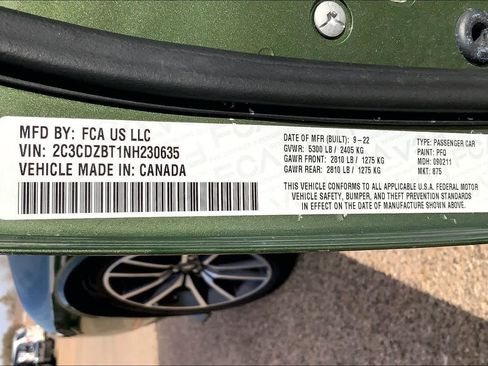 MFD BY: FCA US LLC
VIN: 2C3CDZBT1NH230635
VEHICLE MADE IN: CANADA
DATE OF MFR (BUILT): 9-22
GVWR: 5300 LB / 2405 KG
GAWR FRONT: 2810 LB / 1275 KG
GAWR REAR: 2810 LB / 1275 KG
TYPE: PASSENGER CAR
PAINT: PFQ
MDH: 090211
MKT: 875
THIS VEHICLE CONFORMS TO ALL APPLICABLE U.S.A. FEDERAL MOTOR
VEHICLE SAFETY, BUMPER, AND THEFT PREVENTION STANDARDS
IN EFFECT ON THE DATE OF MANUFACTURE SHOWN ABOVE.